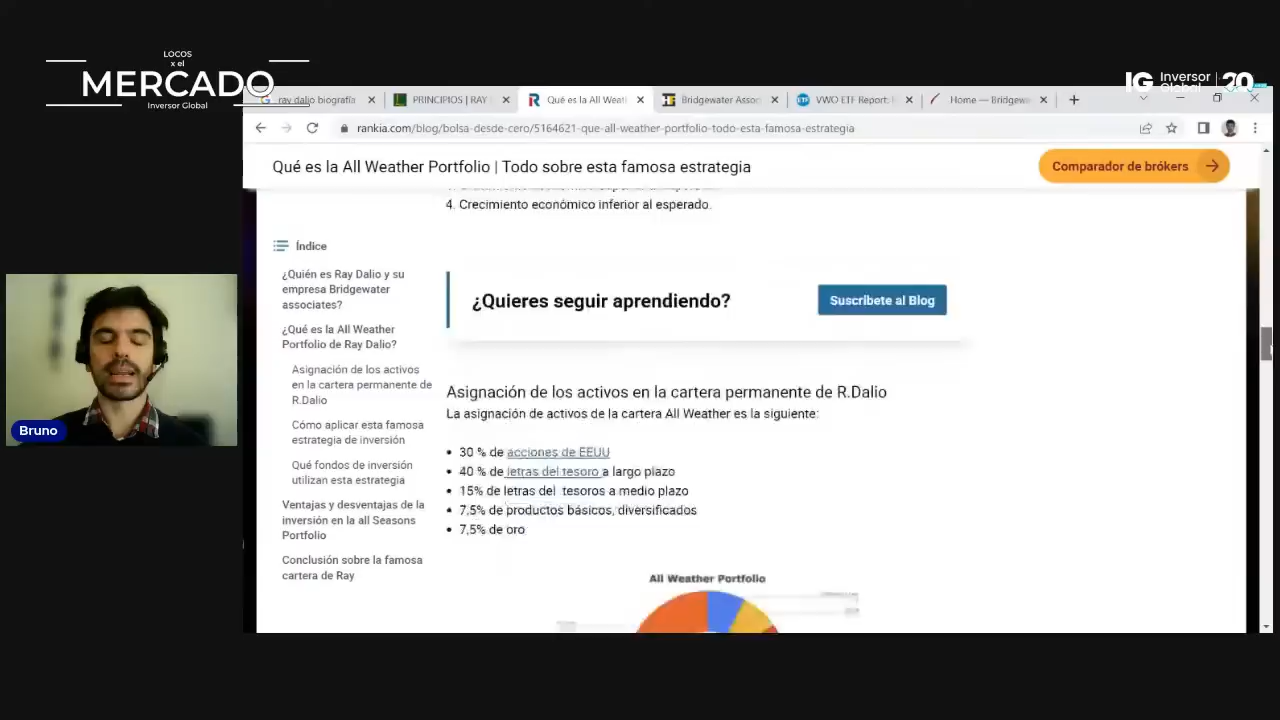 LOCOS
x el
MERCADO
Inversor Global
IG Inversor Global 20
ray dalio biografía
PRINCIPIOS | RAY
Qué es la All Weat
Bridgewater Assoc
VWO ETF Report:
Home — Bridgew
rankia.com/blog/bolsa-desde-cero/5164621-que-all-weather-portfolio-todo-esta-famosa-estrategia
Qué es la All Weather Portfolio | Todo sobre esta famosa estrategia
Comparador de brókers
4. Crecimiento económico inferior al esperado.
Índice
¿Quién es Ray Dalio y su
empresa Bridgewater
associates?
¿Qué es la All Weather
Portfolio de Ray Dalio?
Asignación de los activos
en la cartera permanente de
R.Dalio
Cómo aplicar esta famosa
estrategia de inversión
Qué fondos de inversión
utilizan esta estrategia
Ventajas y desventajas de la
inversión en la all Seasons
Portfolio
Conclusión sobre la famosa
cartera de Ray
¿Quieres seguir aprendiendo?
Suscríbete al Blog
Asignación de los activos en la cartera permanente de R.Dalio
La asignación de activos de la cartera All Weather es la siguiente:
30 % de acciones de EEUU
40 % de letras del tesoro a largo plazo
15% de letras del tesoros a medio plazo
7,5% de productos básicos, diversificados
7,5% de oro
All Weather Portfolio
Bruno